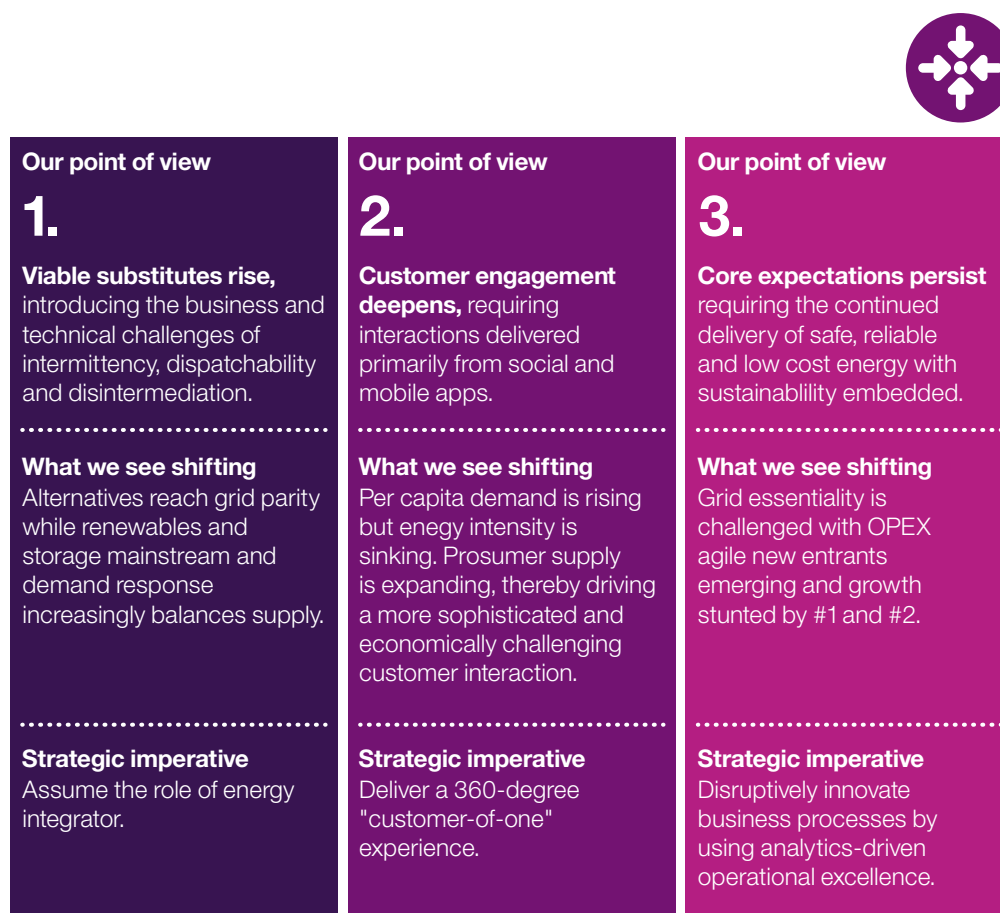 Our point of view
1.
Viable substitutes rise,
introducing the business and
technical challenges of
intermittency, dispatchability
and disintermediation.
What we see shifting
Alternatives reach grid parity
while renewables and
storage mainstream and
demand response
increasingly balances supply.
Strategic imperative
Assume the role of energy
integrator.
Our point of view
2.
Customer engagement
deepens, requiring
interactions delivered
primarily from social and
mobile apps.
What we see shifting
Per capita demand is rising
but enegy intensity is
sinking. Prosumer supply
is expanding, thereby driving
a more sophisticated and
economically challenging
customer interaction.
Strategic imperative
Deliver a 360-degree
"customer-of-one"
experience.
Our point of view
3.
Core expectations persist
requiring the continued
delivery of safe, reliable
and low cost energy with
sustainablility embedded.
What we see shifting
Grid essentiality is
challenged with OPEX
agile new entrants
emerging and growth
stunted by #1 and #2.
Strategic imperative
Disruptively innovate
business processes by
using analytics-driven
operational excellence.